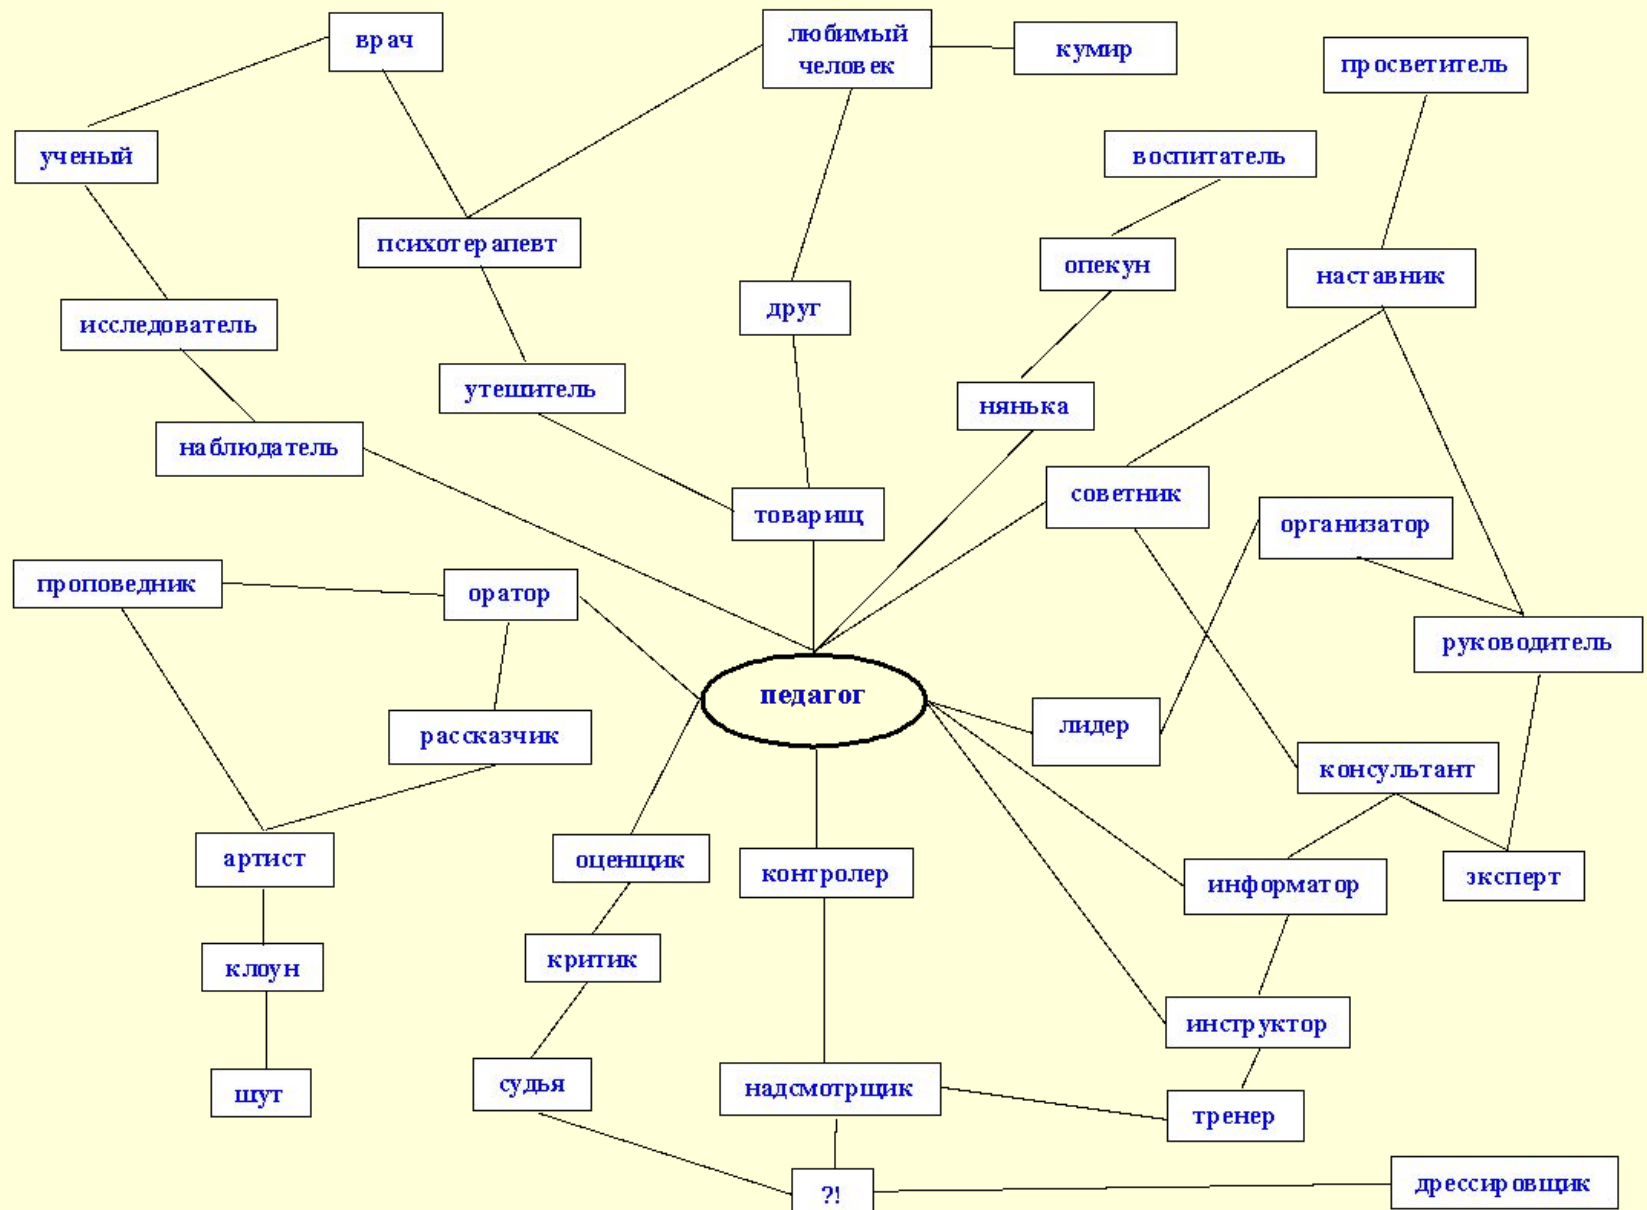 врач
любимый
человек
кумир
просветитель
ученый
воспитатель
психотерапевт
опекун
наставник
исследователь
друг
утешитель
нянька
наблюдатель
советник
товарищ
организатор
проповедник
оратор
руководитель
педагог
рассказчик
лидер
консультант
артист
оценщик
контролер
информатор
эксперт
клоун
критик
инструктор
шут
судья
надсмотрщик
тренер
?!
дрессировщик